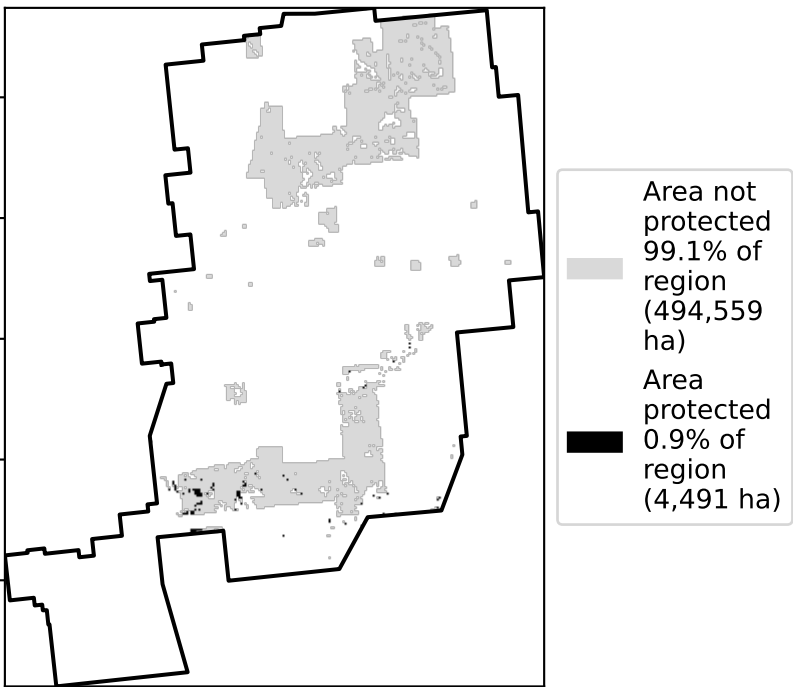 Area not
protected
99.1% of
region
(494,559
ha)
Area
protected
0.9% of
region
(4,491 ha)